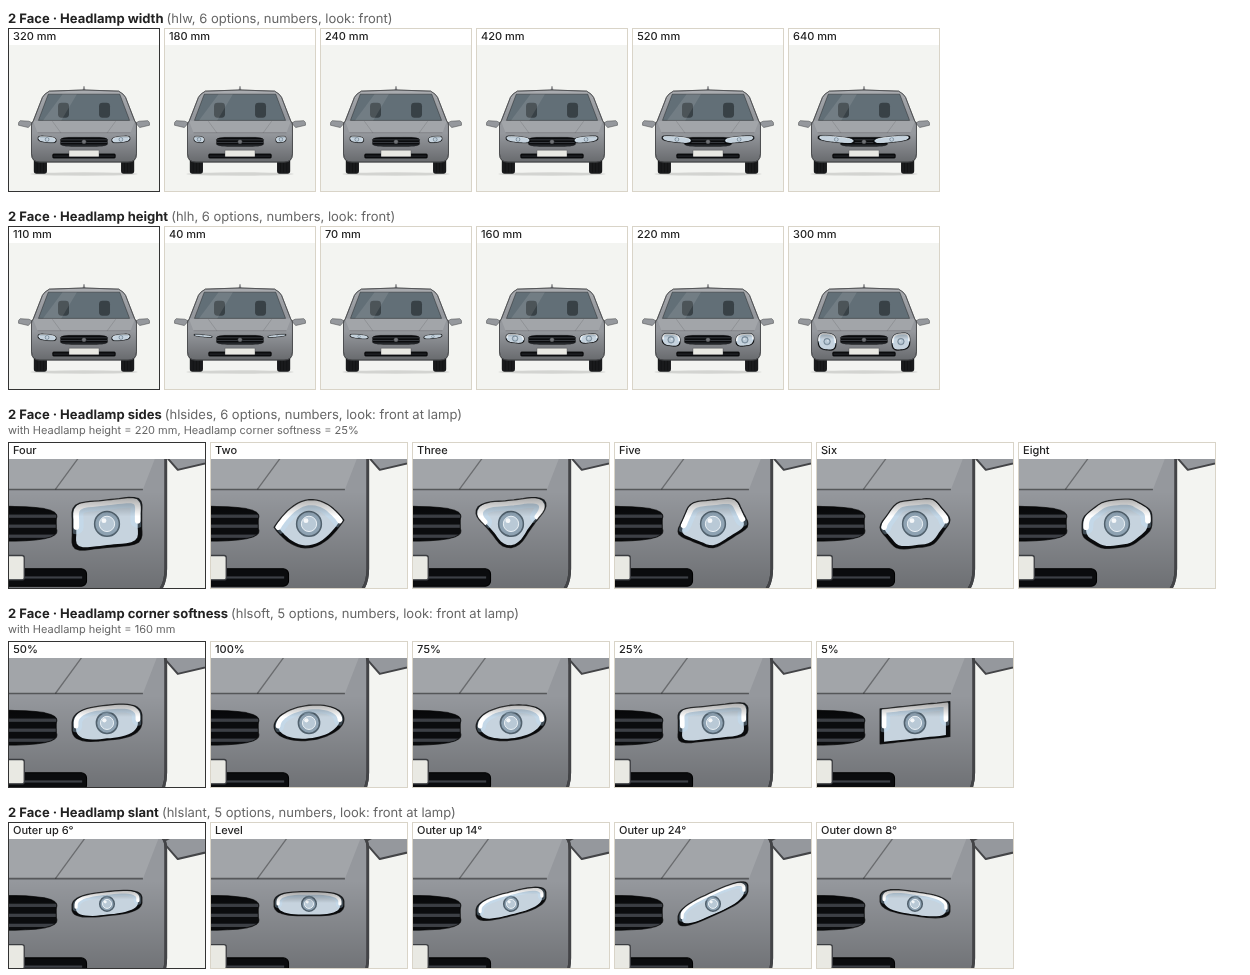 2 Face · Headlamp width (hlw, 6 options, numbers, look: front)
320 mm
180 mm
240 mm
420 mm
520 mm
640 mm
2 Face · Headlamp height (hlh, 6 options, numbers, look: front)
110 mm
40 mm
70 mm
160 mm
220 mm
300 mm
2 Face · Headlamp sides (hlsides, 6 options, numbers, look: front at lamp)
with Headlamp height = 220 mm, Headlamp corner softness = 25%
Four
Two
Three
Five
Six
Eight
2 Face · Headlamp corner softness (hlsoft, 5 options, numbers, look: front at lamp)
with Headlamp height = 160 mm
50%
100%
75%
25%
5%
2 Face · Headlamp slant (hlslant, 5 options, numbers, look: front at lamp)
Outer up 6°
Level
Outer up 14°
Outer up 24°
Outer down 8°